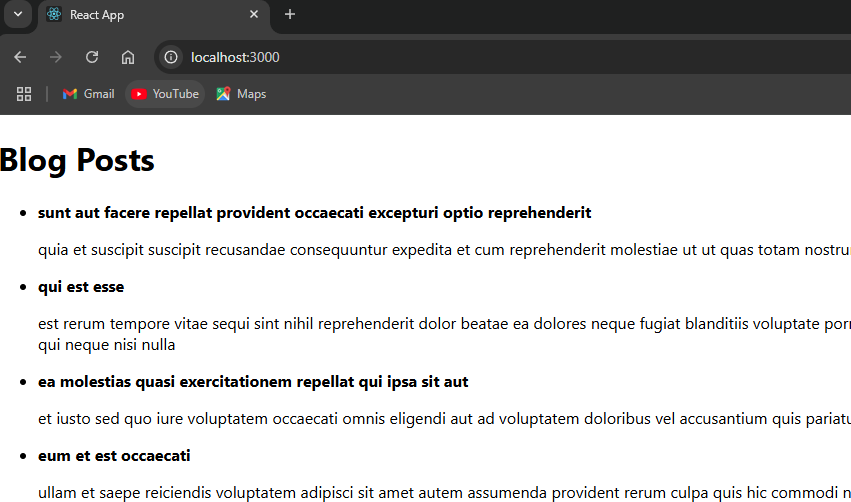 React App
localhost:3000
Gmail YouTube Maps
Blog Posts
sunt aut facere repellat provident occaecati excepturi optio reprehenderit
quia et suscipit suscipit recusandae consequuntur expedita et cum reprehenderit molestiae ut ut quas totam nostru
qui est esse
est rerum tempore vitae sequi sint nihil reprehenderit dolor beatae ea dolores neque fugiat blanditiis voluptate porr
qui neque nisi nulla
ea molestias quasi exercitationem repellat qui ipsa sit aut
et iusto sed quo iure voluptatem occaecati omnis eligendi aut ad voluptatem doloribus vel accusantium quis pariatu
eum et est occaecati
ullam et saepe reiciendis voluptatem adipisci sit amet autem assumenda provident rerum culpa quis hic commodi n